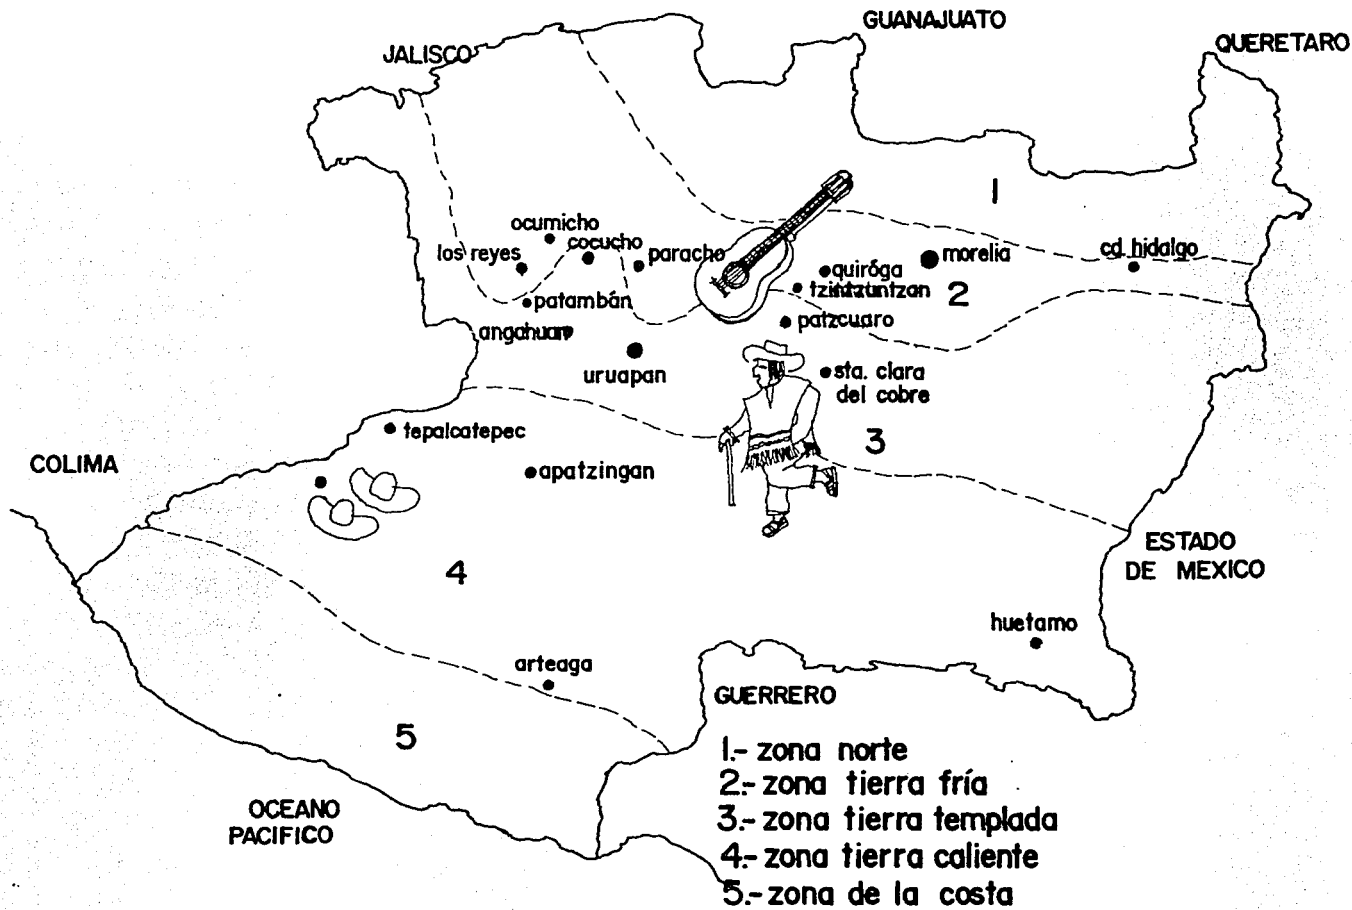 GUANAJUATO
QUERETARO
JALISCO
1
ocumicho
cocucho
los reyes
paracho
morelia
cd. hidalgo
quiróga
tzintzuntzan
2
patambán
patzcuaro
angahuan
uruapan
sta. clara
del cobre
tepalcatepec
3
COLIMA
apatzingan
ESTADO
DE MEXICO
4
huetamo
arteaga
GUERRERO
5
1.- zona norte
2.- zona tierra fría
3.- zona tierra templada
4.- zona tierra caliente
5.- zona de la costa
OCEANO
PACIFICO